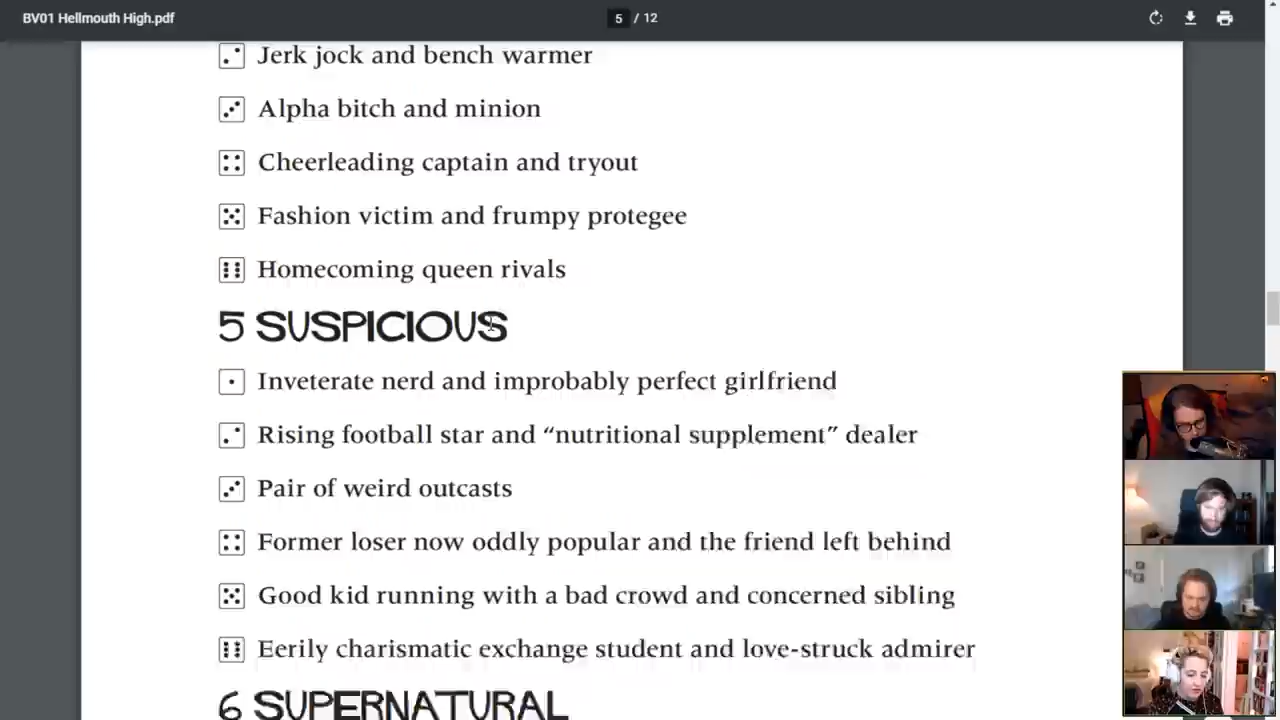 BV01 Hellmouth High.pdf
5 / 12
Jerk jock and bench warmer
Alpha bitch and minion
Cheerleading captain and tryout
Fashion victim and frumpy protegee
Homecoming queen rivals
5 SUSPICIOUS
Inveterate nerd and improbably perfect girlfriend
Rising football star and “nutritional supplement” dealer
Pair of weird outcasts
Former loser now oddly popular and the friend left behind
Good kid running with a bad crowd and concerned sibling
Eerily charismatic exchange student and love-struck admirer
6 SUPERNATURAL